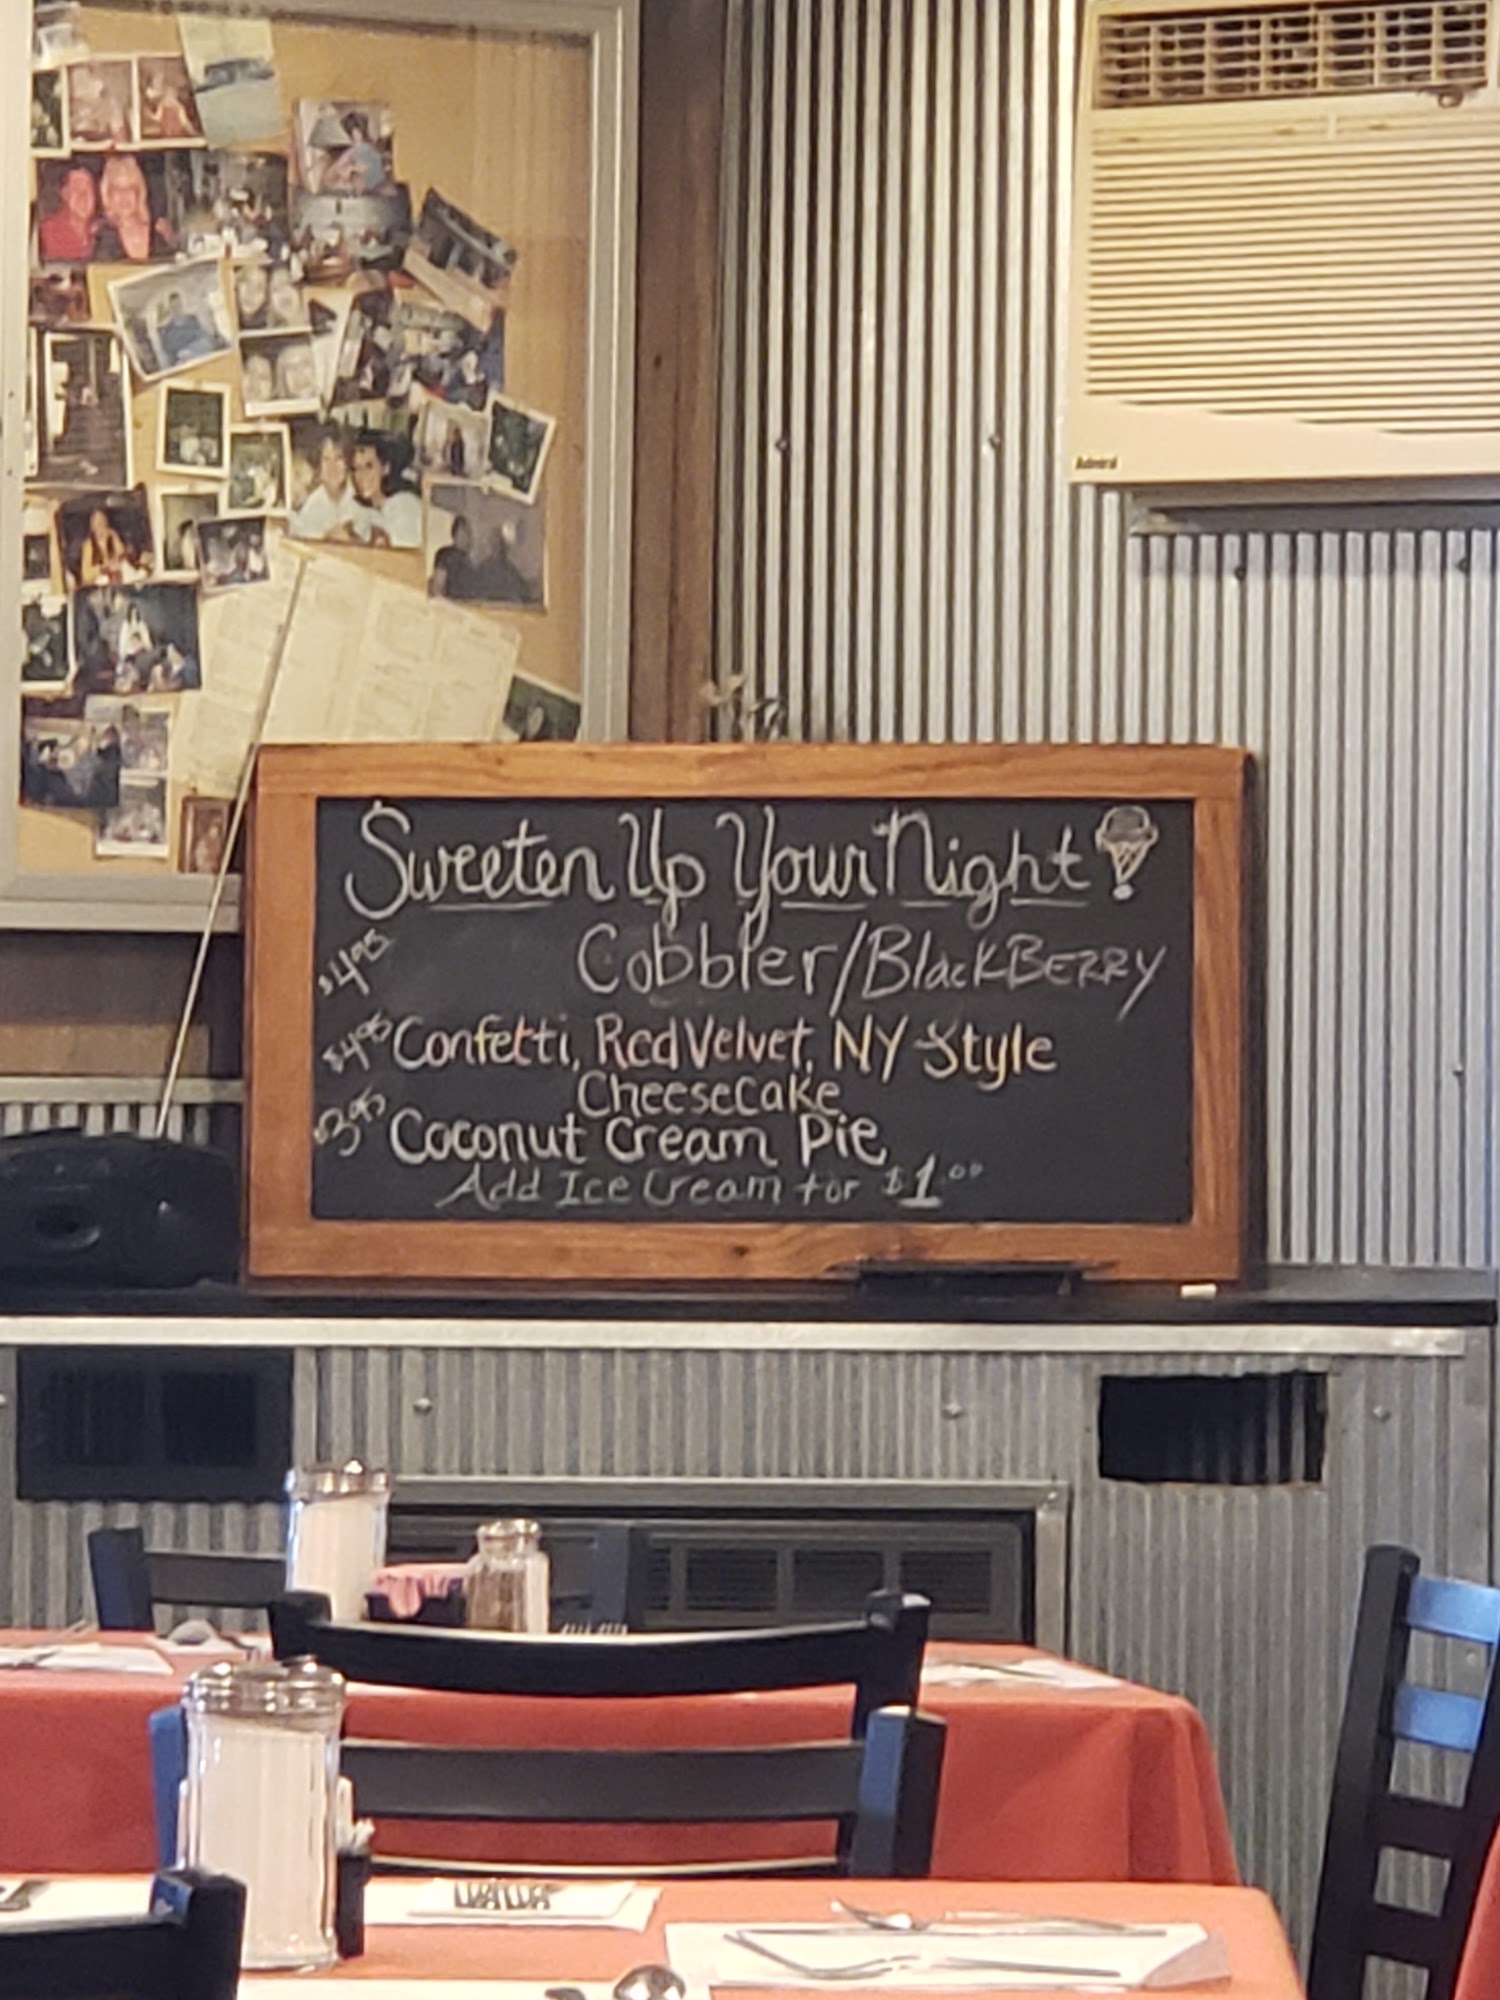 Admiral
Sweeten Up Your Night!
$4.95 Cobbler/BlackBERRY
$4.95 Confetti, Red Velvet, NY Style
Cheesecake
$3.95 Coconut Cream Pie
Add Ice Cream for $1.00